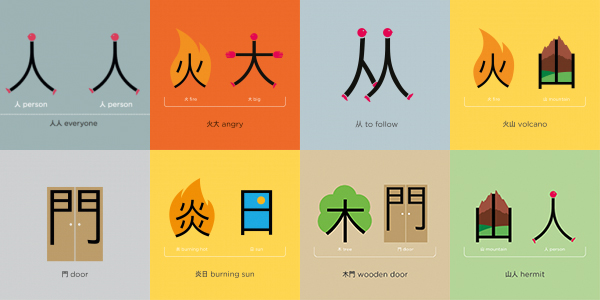 人 人
人 person 人 person
人人 everyone
火 大
火 fire 大 big
火大 angry
从
从 to follow
火 山
火 fire 山 mountain
火山 volcano
門
門 door
炎 日
炎 burning hot 日 sun
炎日 burning sun
木 門
木 tree 門 door
木門 wooden door
山 人
山 mountain 人 person
山人 hermit